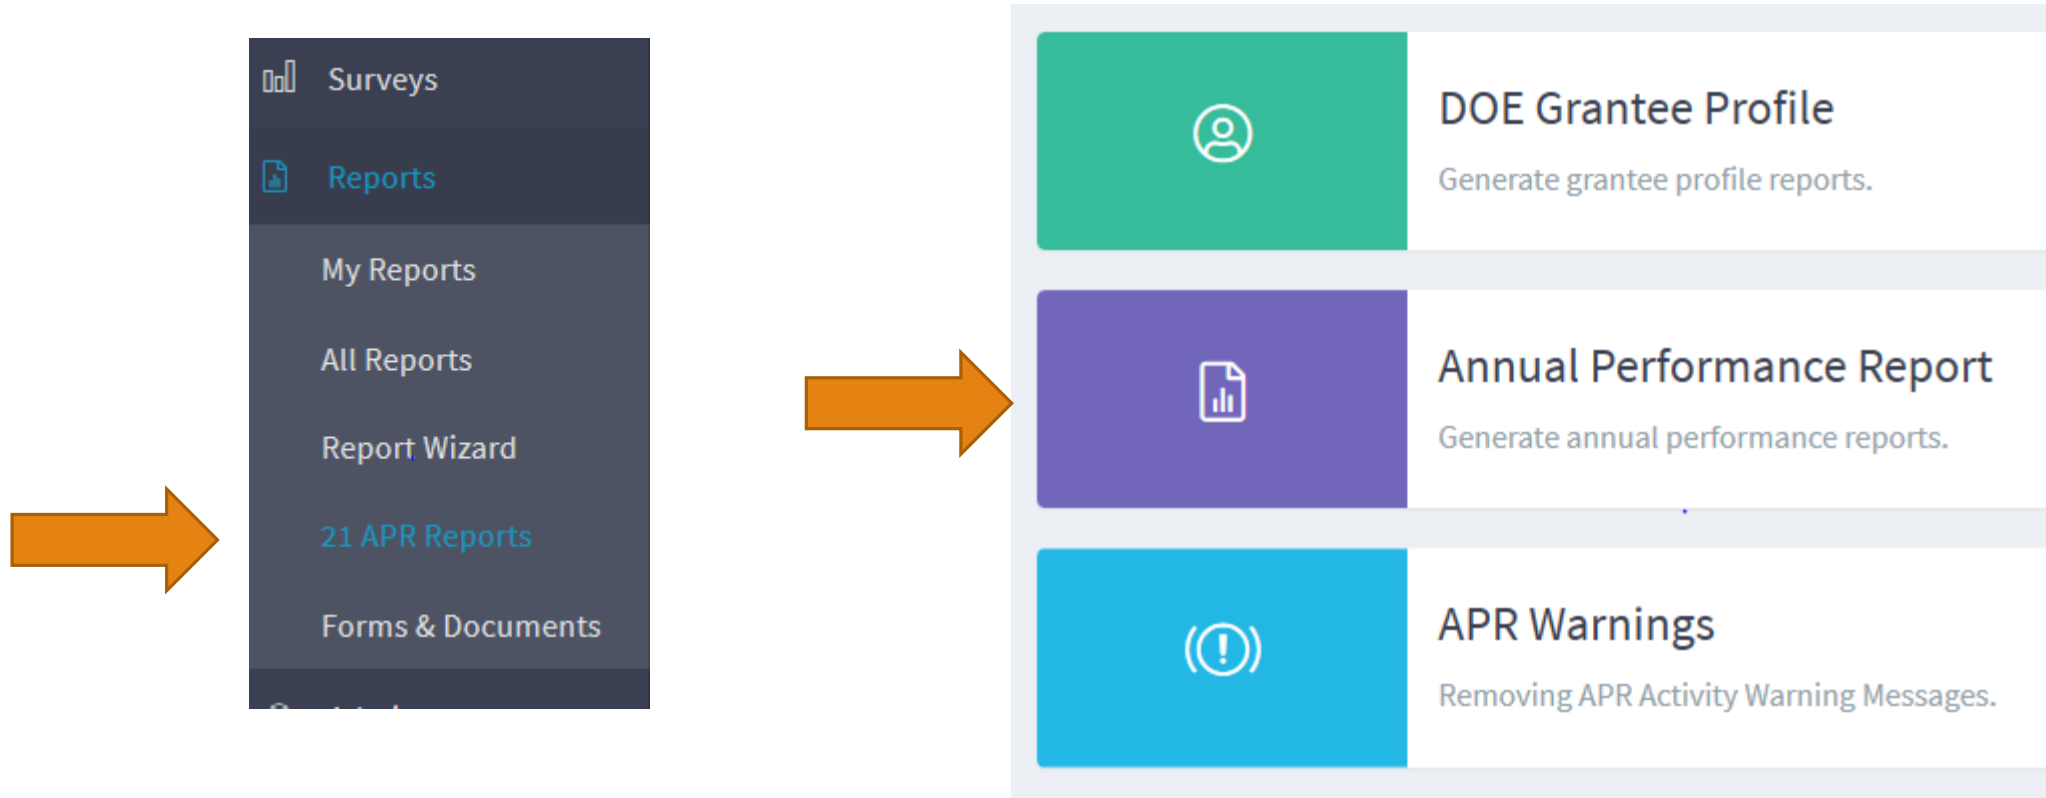 Surveys
Reports
My Reports
All Reports
Report Wizard
21 APR Reports
Forms & Documents
DOE Grantee Profile
Generate grantee profile reports.
Annual Performance Report
Generate annual performance reports.
APR Warnings
Removing APR Activity Warning Messages.